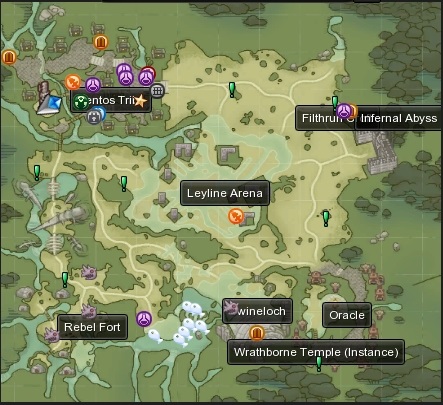 entos Tri
Filthrun
Infernal Abyss
Leyline Arena
wineloch
Oracle
Rebel Fort
Wrathborne Temple (Instance)